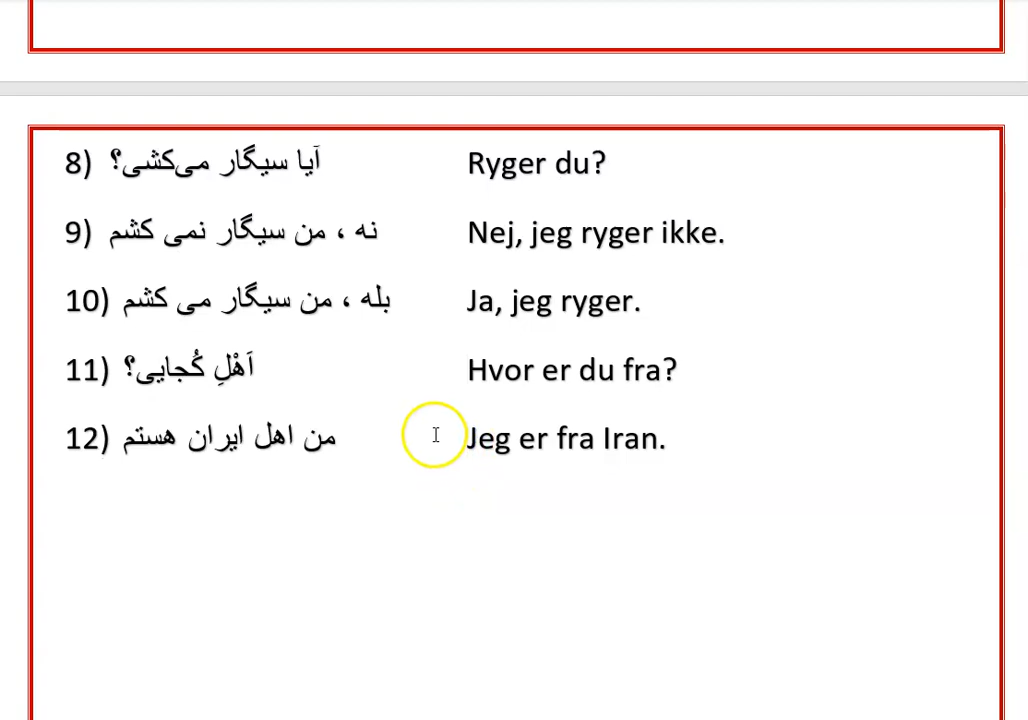 8) آیا سیگار می‌کشی؟ Ryger du?
9) نه ، من سیگار نمی کشم Nej, jeg ryger ikke.
10) بله ، من سیگار می کشم Ja, jeg ryger.
11) اَهْلِ کُجایی؟ Hvor er du fra?
12) من اهل ایران هستم Jeg er fra Iran.